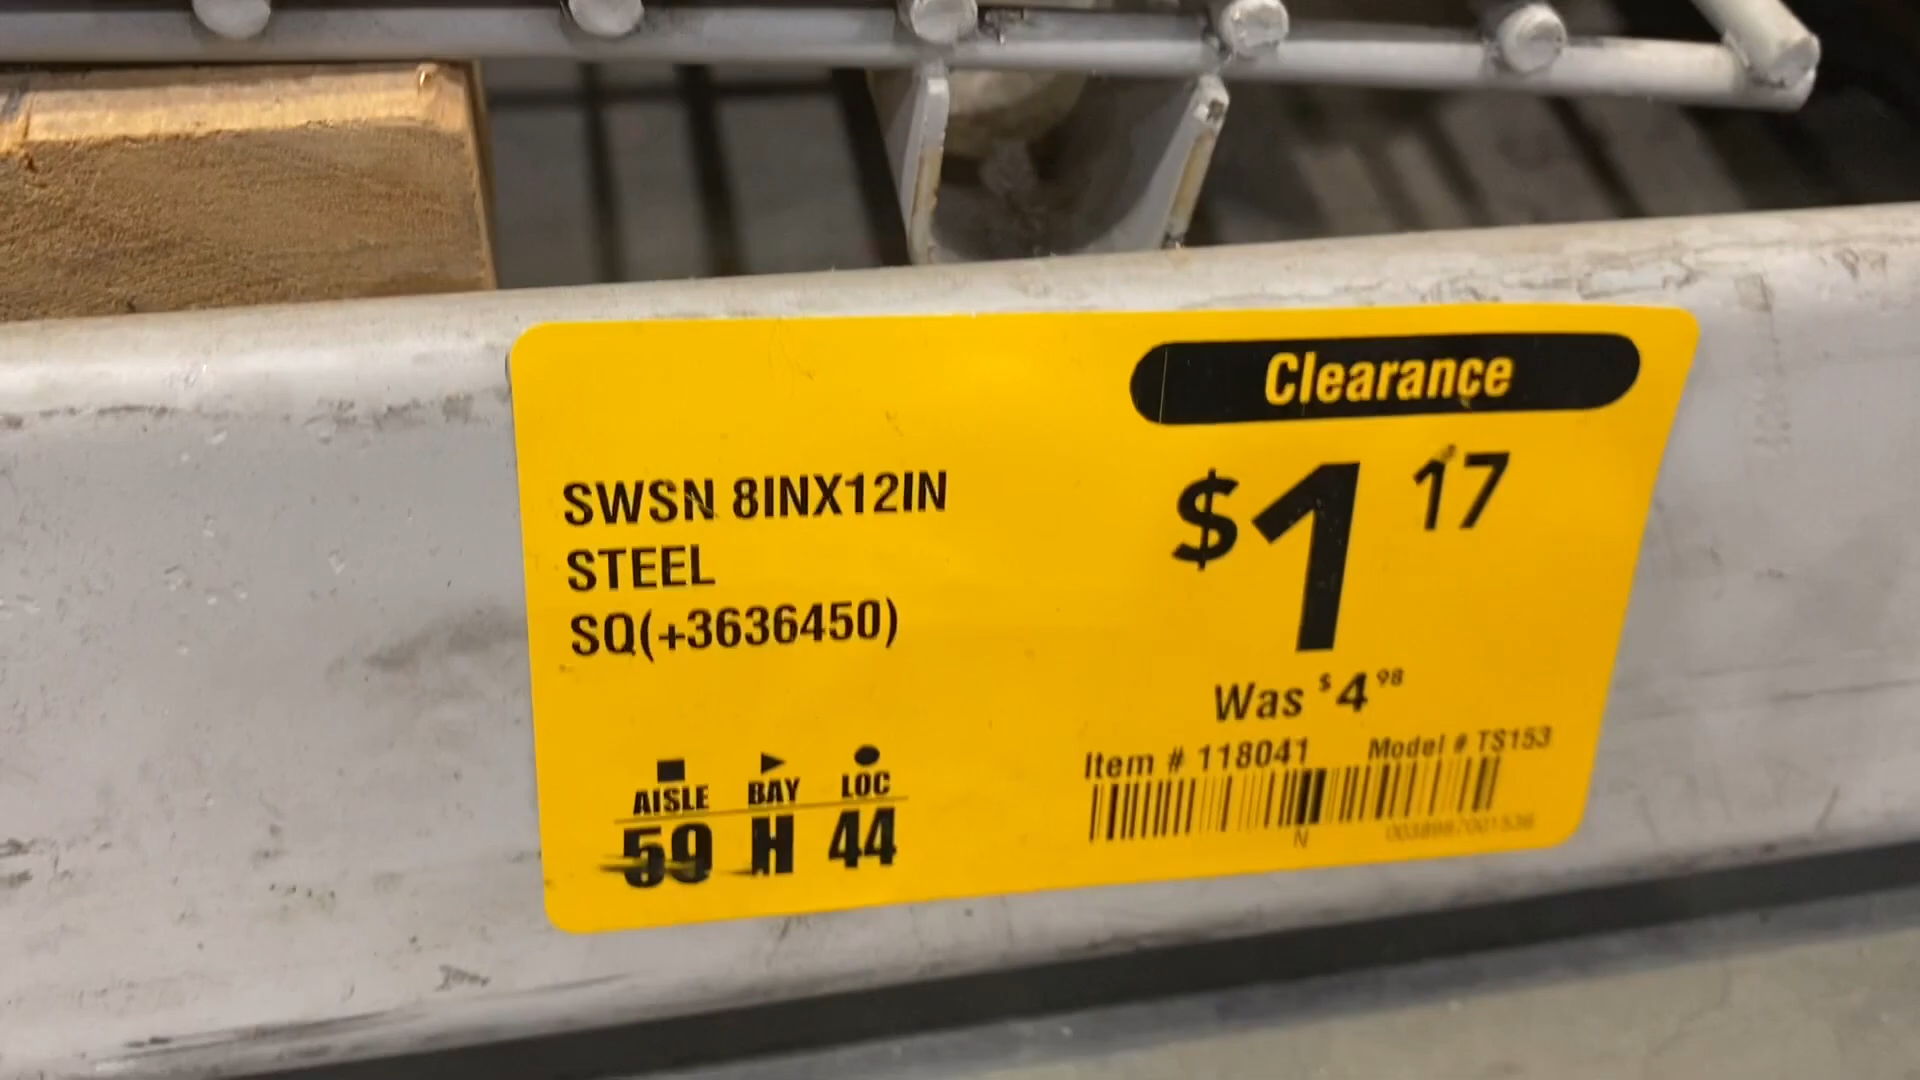 Clearance
SWSN 8INX12IN
STEEL
SQ(+3636450)
$1 17
Was $4 98
Item # 118041 Model # TS153
AISLE BAY LOC
59 H 44
N